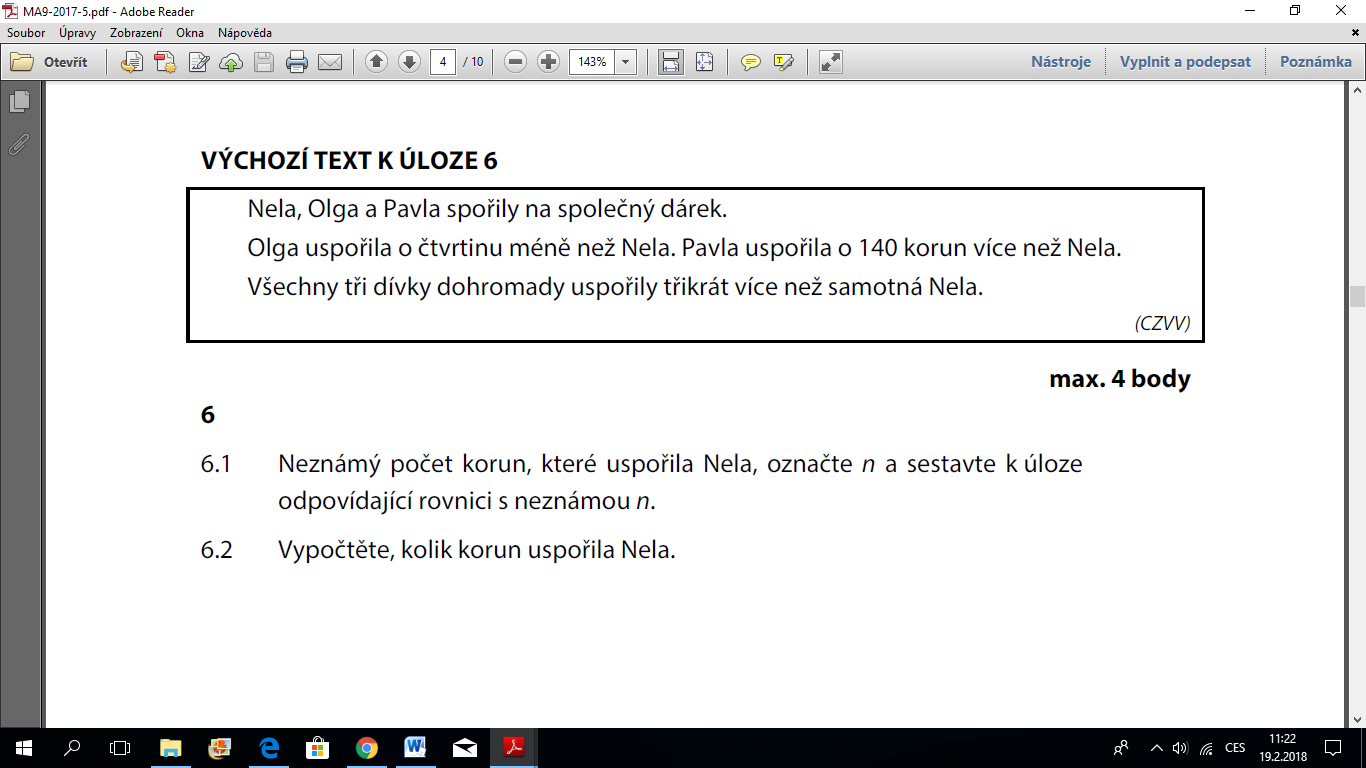 MA9-2017-5.pdf - Adobe Reader
Soubor Úpravy Zobrazení Okna Nápověda
Otevřít 4 / 10 143% Nástroje Vyplnit a podepsat Poznámka
VÝCHOZÍ TEXT K ÚLOZE 6
Nela, Olga a Pavla spořily na společný dárek.
Olga uspořila o čtvrtinu méně než Nela. Pavla uspořila o 140 korun více než Nela.
Všechny tři dívky dohromady uspořily třikrát více než samotná Nela.
(CZVV)
max. 4 body
6
6.1 Neznámý počet korun, které uspořila Nela, označte n a sestavte k úloze
odpovídající rovnici s neznámou n.
6.2 Vypočtěte, kolik korun uspořila Nela.
11:22
CES
19.2.2018